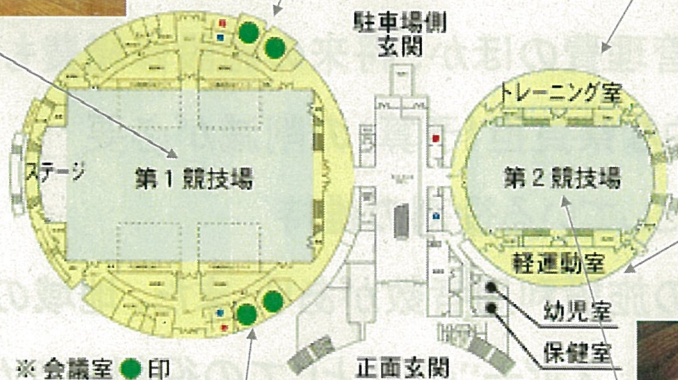 駐車場側
玄関
トレーニング室
ステージ
第1競技場
第2競技場
軽運動室
幼児室
保健室
※会議室●印
正面玄関